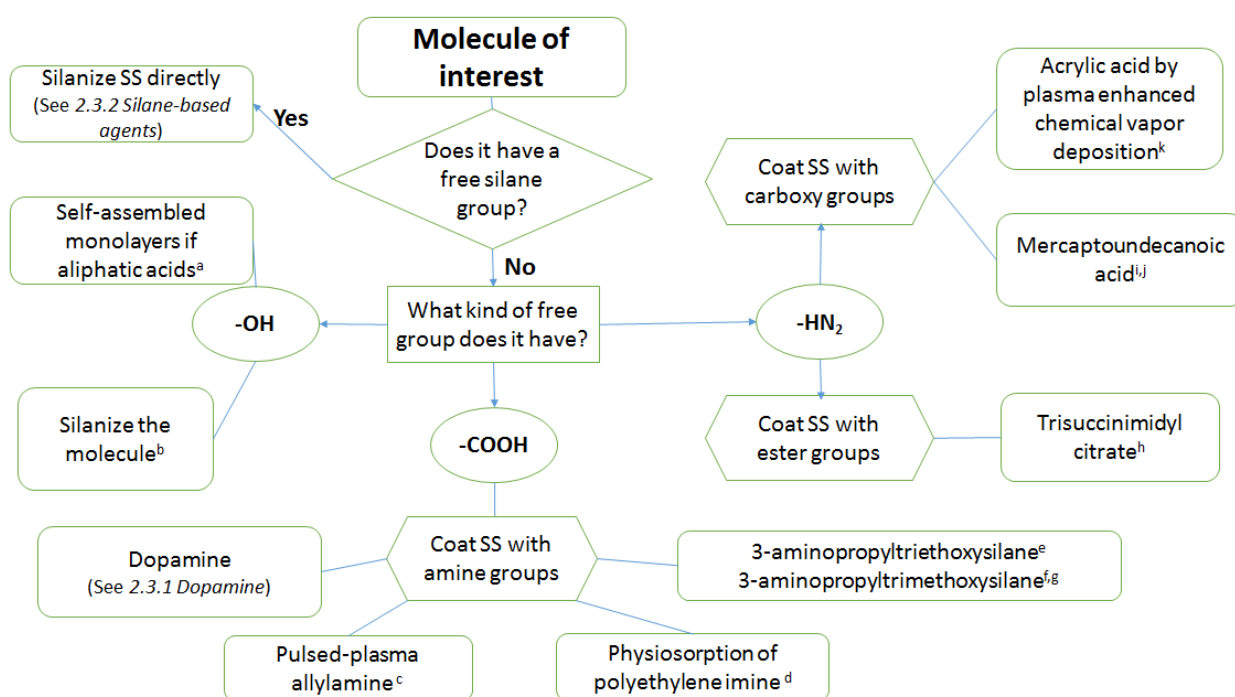 Molecule of
interest
Silanize SS directly
(See 2.3.2 Silane-based
agents)
Yes
Does it have a
free silane
group?
No
Self-assembled
monolayers if
aliphatic acidsᵃ
-OH
Silanize the
moleculeᵇ
What kind of free
group does it have?
-HN₂
Coat SS with
carboxy groups
Acrylic acid by
plasma enhanced
chemical vapor
depositionᵏ
Mercaptoundecanoic
acidⁱ,ʲ
Coat SS with
ester groups
Trisuccinimidyl
citrateʰ
-COOH
Coat SS with
amine groups
Dopamine
(See 2.3.1 Dopamine)
3-aminopropyltriethoxysilaneᵉ
3-aminopropyltrimethoxysilaneᶠ,ᵍ
Pulsed-plasma
allylamine ᶜ
Physiosorption of
polyethylene imine ᵈ